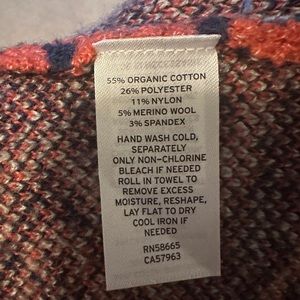 55% ORGANIC COTTON
26% POLYESTER
11% NYLON
5% MERINO WOOL
3% SPANDEX
HAND WASH COLD,
SEPARATELY
ONLY NON-CHLORINE
BLEACH IF NEEDED
ROLL IN TOWEL TO
REMOVE EXCESS
MOISTURE, RESHAPE,
LAY FLAT TO DRY
COOL IRON IF
NEEDED
RN58665
CA57963